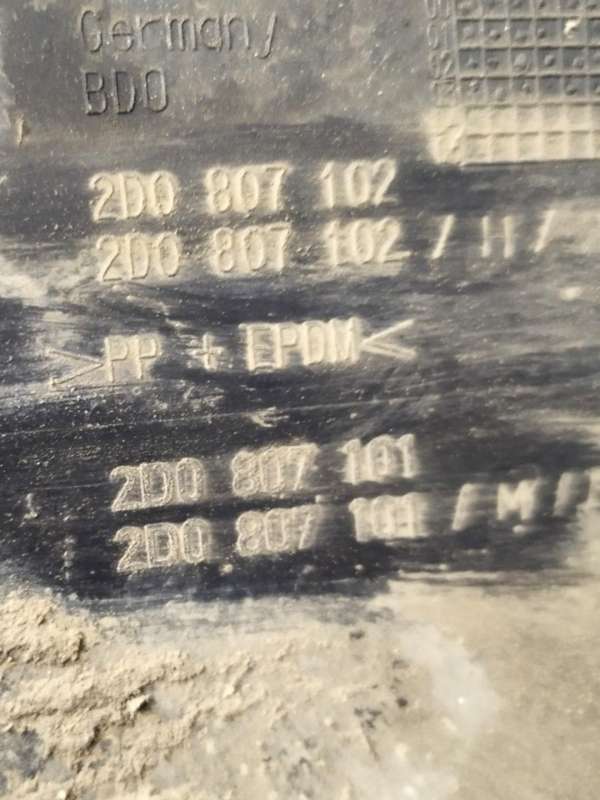 Germany
BDO
2D0 807 102
2D0 807 102 / H /
>PP + EPDM<
2D0 807 101
2D0 807 101 / M /